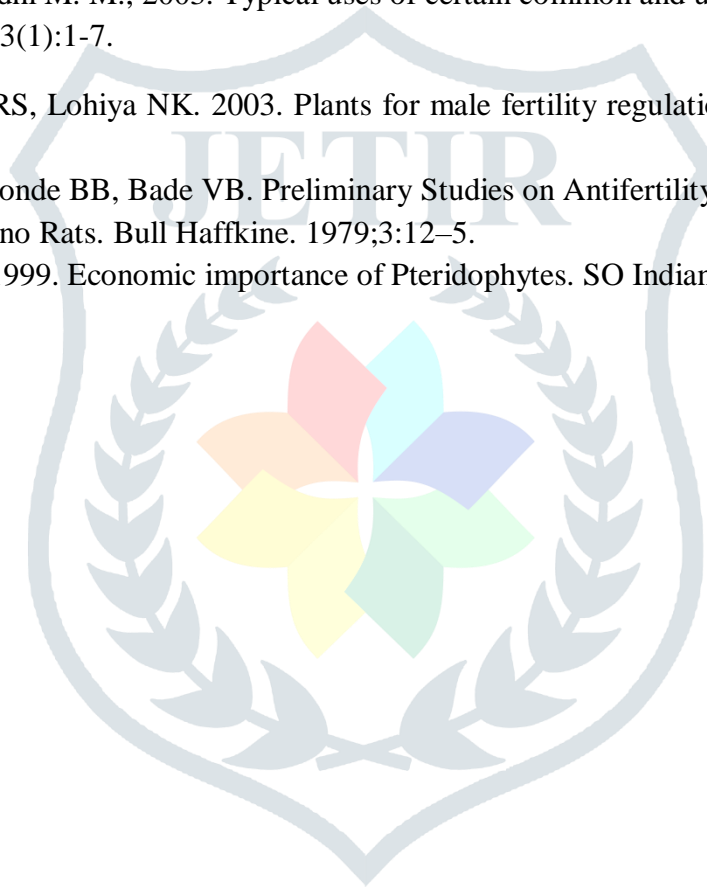 M. M., 2003. Typical uses of certain common and u
3(1):1-7.
RS, Lohiya NK. 2003. Plants for male fertility regulatio
onde BB, Bade VB. Preliminary Studies on Antifertility
no Rats. Bull Haffkine. 1979;3:12–5.
999. Economic importance of Pteridophytes. SO Indian
JETIR